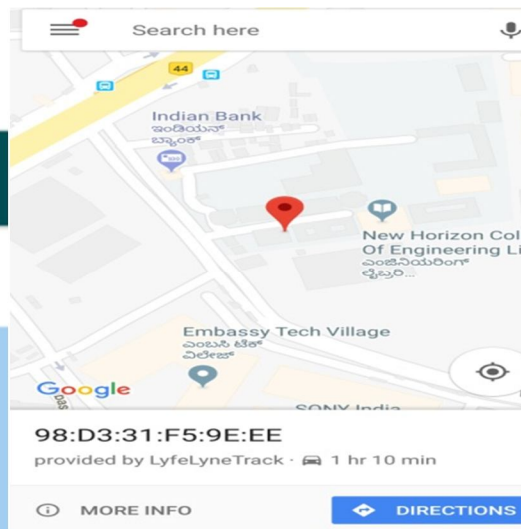 Search here
44
Indian Bank
ಇಂಡಿಯನ್
ಬ್ಯಾಂಕ್
New Horizon Col
Of Engineering Li
ಎಂಜಿನಿಯರಿಂಗ್
ಲೈಬ್ರರಿ...
Embassy Tech Village
ಎಂಬಸಿ ಟೆಕ್
ವಿಲೇಜ್
Google
SONY India
98:D3:31:F5:9E:EE
provided by LyfeLyneTrack · 1 hr 10 min
MORE INFO
DIRECTIONS